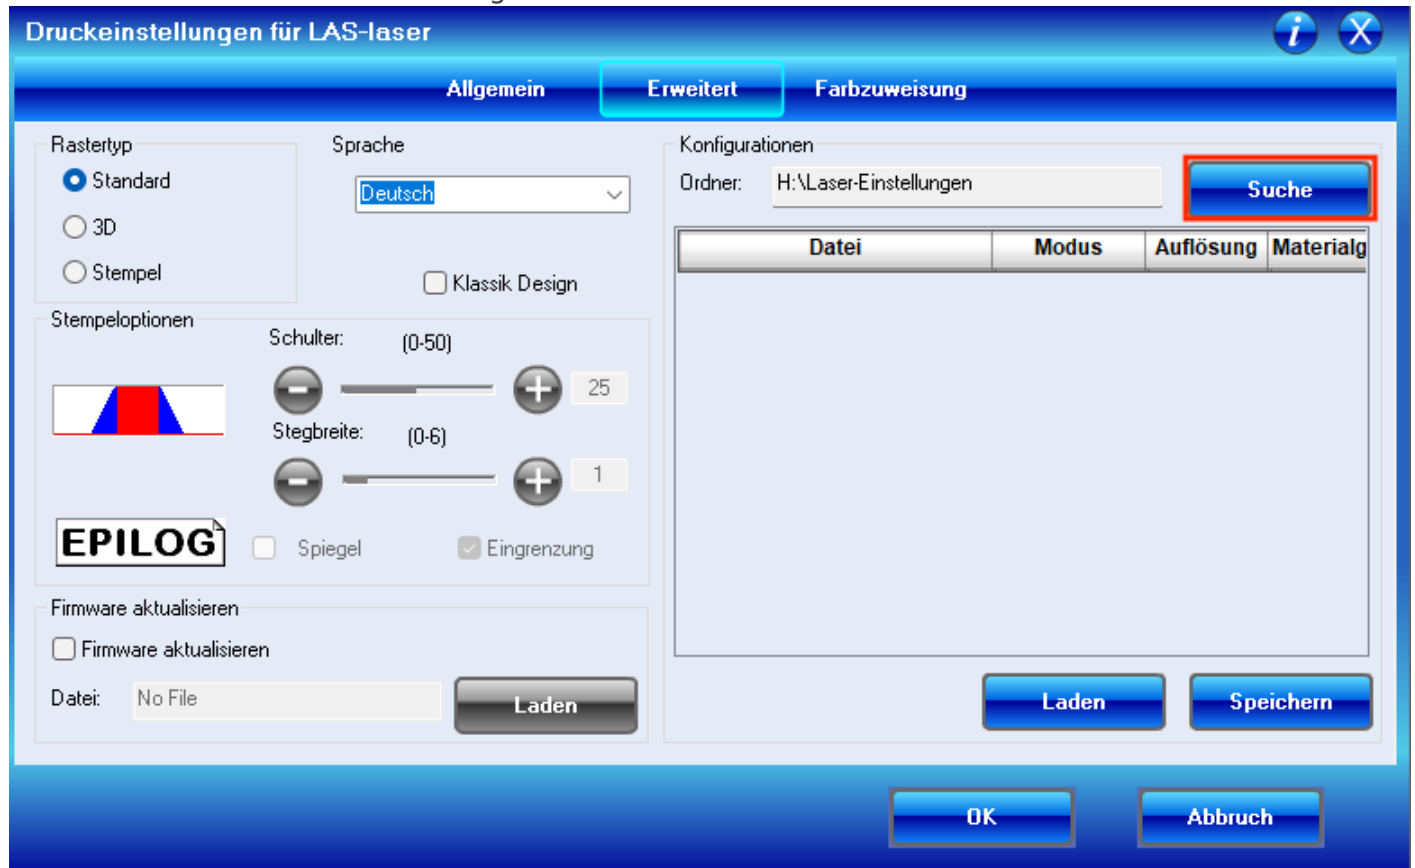 Druckeinstellungen für LAS-laser
Allgemein Erweitert Farbzuweisung
Rastertyp
Standard
3D
Stempel
Sprache
Deutsch
Klassik Design
Stempeloptionen
Schulter: (0-50)
25
Stegbreite: (0-6)
1
EPILOG
Spiegel Eingrenzung
Firmware aktualisieren
Firmware aktualisieren
Datei: No File Laden
Konfigurationen
Ordner: H:\Laser-Einstellungen Suche
Datei Modus Auflösung Materialg
Laden Speichern
OK Abbruch